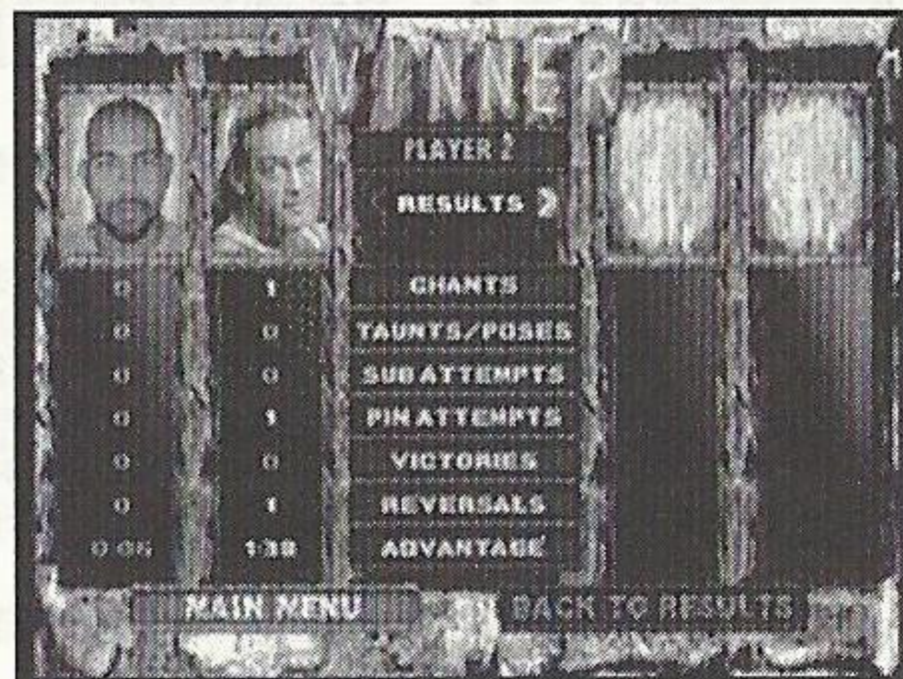 WINNER
PLAYER 2
RESULTS
0 1 CHANTS
0 0 TAUNTS/POSES
0 0 SUB ATTEMPTS
0 1 PIN ATTEMPTS
0 0 VICTORIES
0 1 REVERSALS
1:38 ADVANTAGE
MAIN MENU BACK TO RESULTS